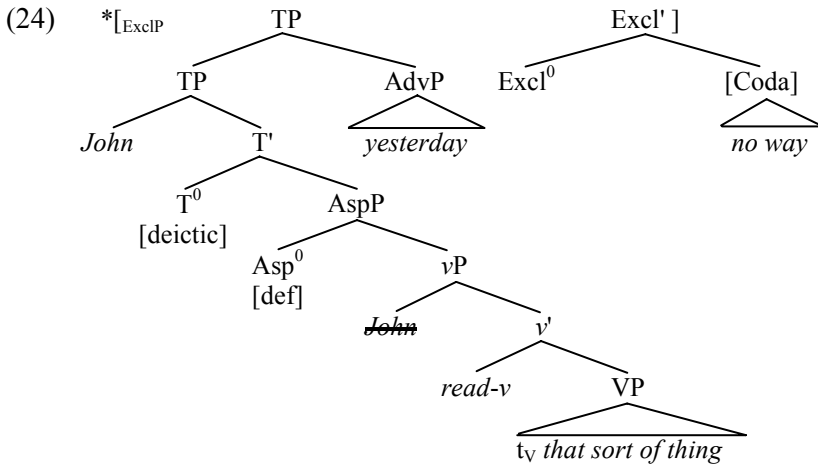 (24) *[ExclP TP Excl' ]
TP AdvP Excl⁰ [Coda]
John T' yesterday no way
T⁰ AspP
[deictic]
Asp⁰ vP
[def]
John v'
read-v VP
tV that sort of thing